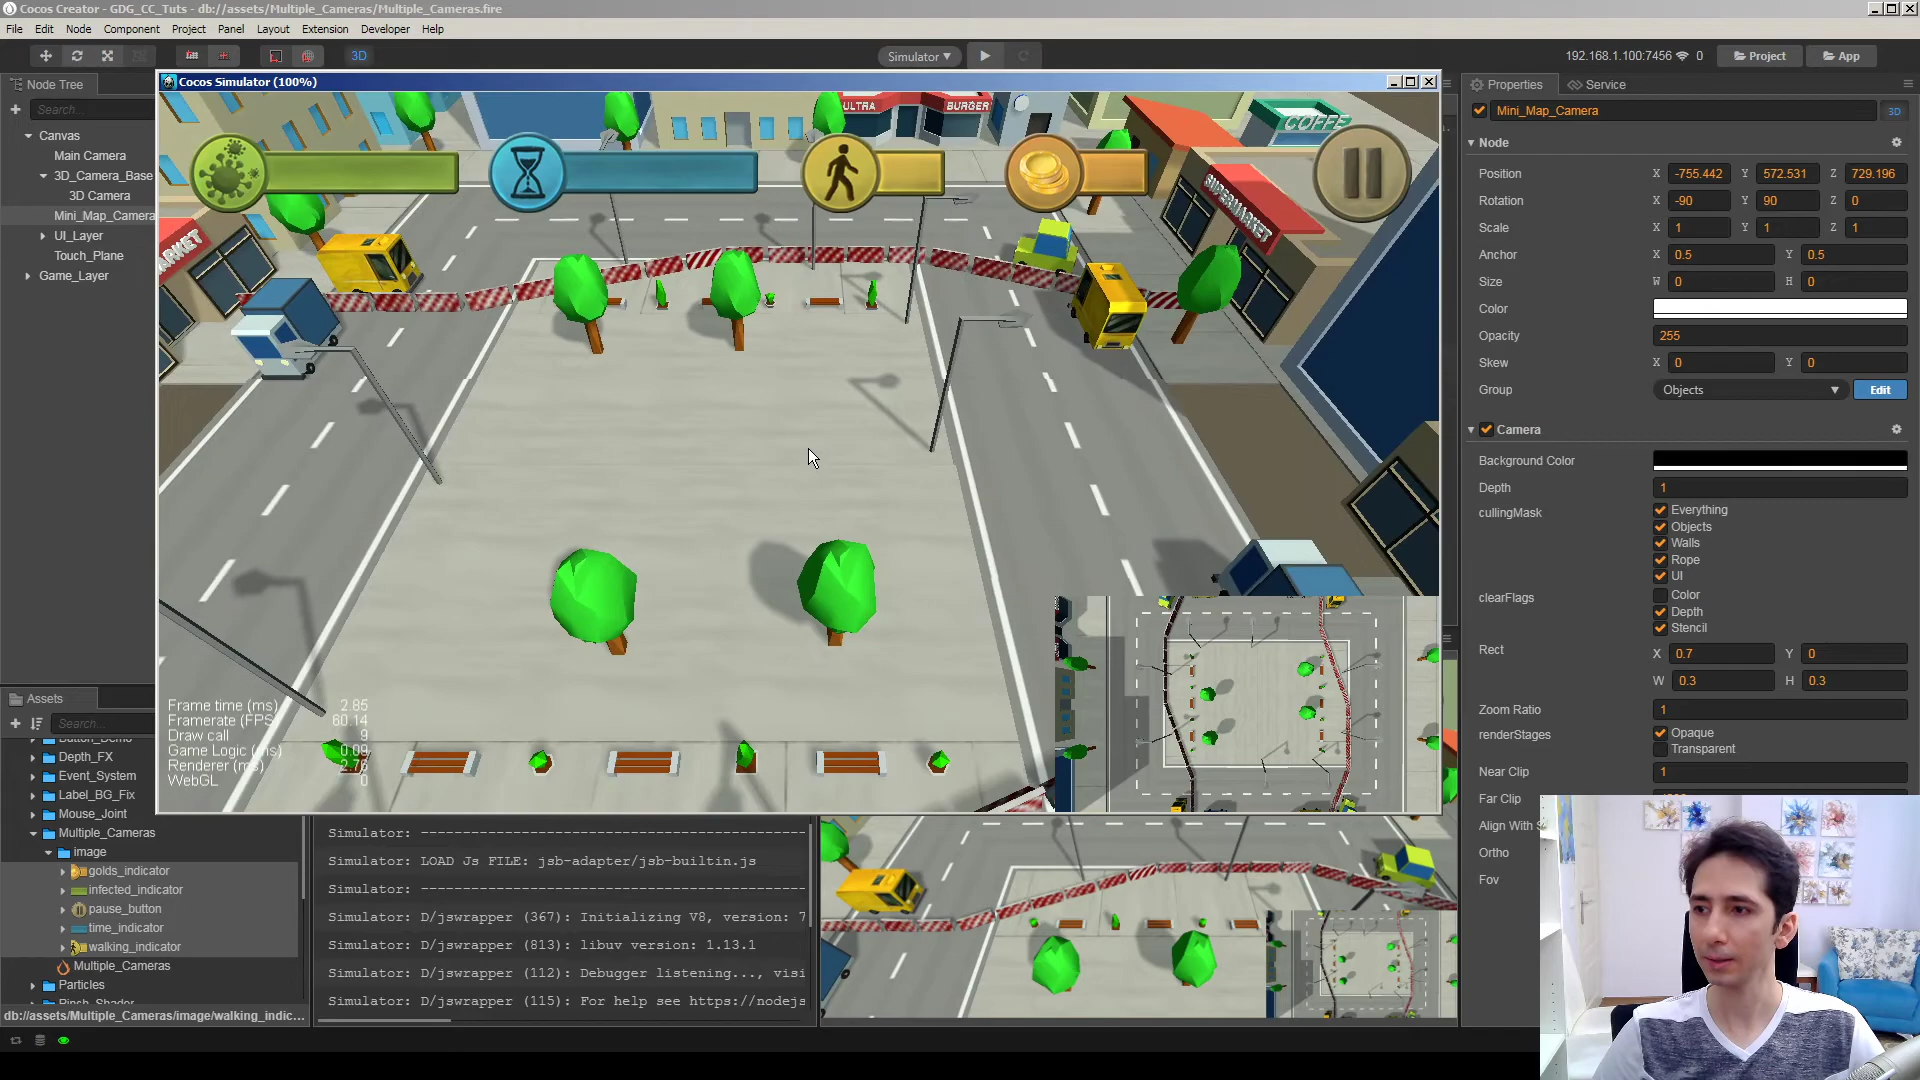 Cocos Creator - GDG_CC_Tuts - db://assets/Multiple_Cameras/Multiple_Cameras.fire
File Edit Node Component Project Panel Layout Extension Developer Help
3D
Simulator
192.168.1.100:7456 0
Project
App
Node Tree
Search...
Canvas
Main Camera
3D_Camera_Base
3D Camera
Mini_Map_Camera
UI_Layer
Touch_Plane
Game_Layer
Cocos Simulator (100%)
ULTRA BURGER
COFFE
SUPERMARKET
Frame time (ms) 2.85
Framerate (FPS 60.14
Draw call 9
Game Logic (ms) 0.09
Renderer (ms) 2.76
WebGL 0
Properties Service
Mini_Map_Camera 3D
Node
Position X -755.442 Y 572.531 Z 729.196
Rotation X -90 Y 90 Z 0
Scale X 1 Y 1 Z 1
Anchor X 0.5 Y 0.5
Size W 0 H 0
Color
Opacity 255
Skew X 0 Y 0
Group Objects Edit
Camera
Background Color
Depth 1
cullingMask Everything
Objects
Walls
Rope
UI
clearFlags Color
Depth
Stencil
Rect X 0.7 Y 0
W 0.3 H 0.3
Zoom Ratio 1
renderStages Opaque
Transparent
Near Clip 1
Far Clip
Align With S
Ortho
Fov
Assets
Search...
Depth_FX
Event_System
Label_BG_Fix
Mouse_Joint
Multiple_Cameras
image
golds_indicator
infected_indicator
pause_button
time_indicator
walking_indicator
Multiple_Cameras
Particles
db://assets/Multiple_Cameras/image/walking_indic...
Simulator: ----------------------------------------
Simulator: LOAD Js FILE: jsb-adapter/jsb-builtin.js
Simulator: ----------------------------------------
Simulator: D/jswrapper (367): Initializing V8, version: 7
Simulator: D/jswrapper (813): libuv version: 1.13.1
Simulator: D/jswrapper (112): Debugger listening..., visi
Simulator: D/jswrapper (115): For help see https://nodejs